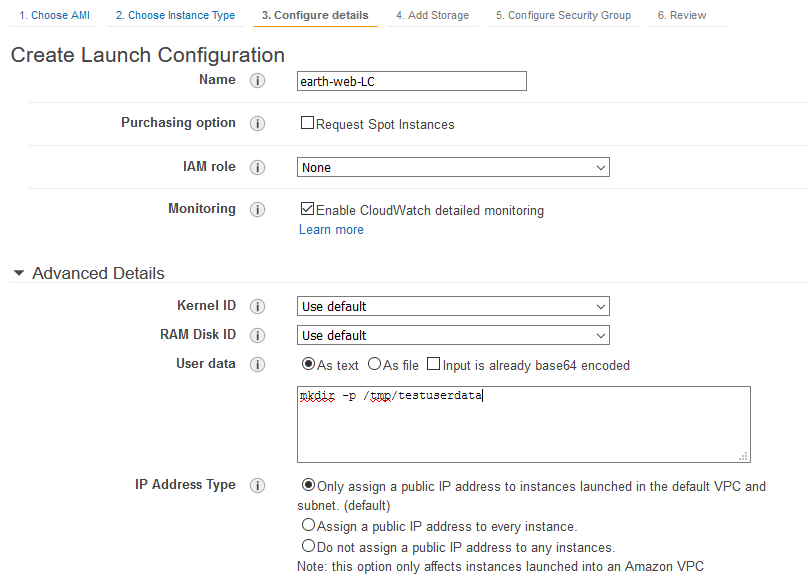 1. Choose AMI 2. Choose Instance Type 3. Configure details 4. Add Storage 5. Configure Security Group 6. Review
Create Launch Configuration
Name i earth-web-LC
Purchasing option i Request Spot Instances
IAM role i None
Monitoring i Enable CloudWatch detailed monitoring
Learn more
Advanced Details
Kernel ID i Use default
RAM Disk ID i Use default
User data i As text As file Input is already base64 encoded
mkdir -p /tmp/testuserdata
IP Address Type i Only assign a public IP address to instances launched in the default VPC and
subnet. (default)
Assign a public IP address to every instance.
Do not assign a public IP address to any instances.
Note: this option only affects instances launched into an Amazon VPC